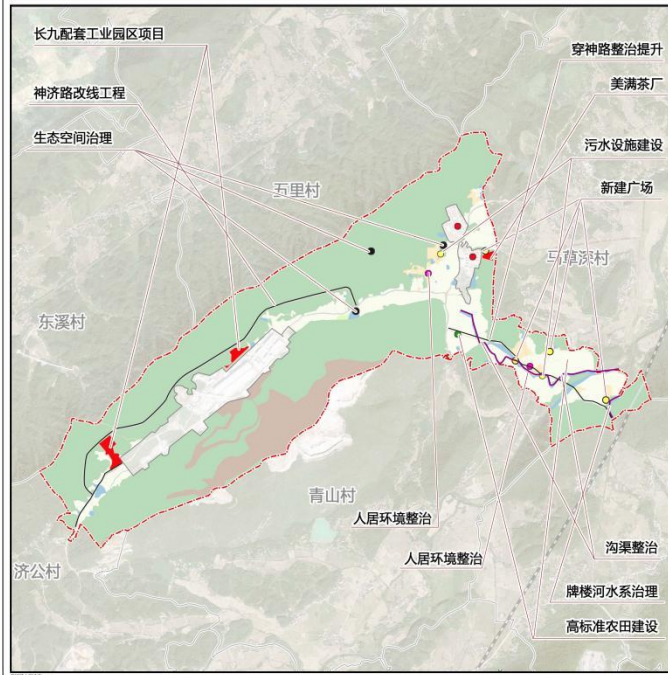 长九配套工业园区项目
穿神路整治提升
美满茶厂
神济路改线工程
生态空间治理
污水设施建设
新建广场
五里村
马草深村
东溪村
青山村
人居环境整治
人居环境整治
沟渠整治
济公村
牌楼河水系治理
高标准农田建设